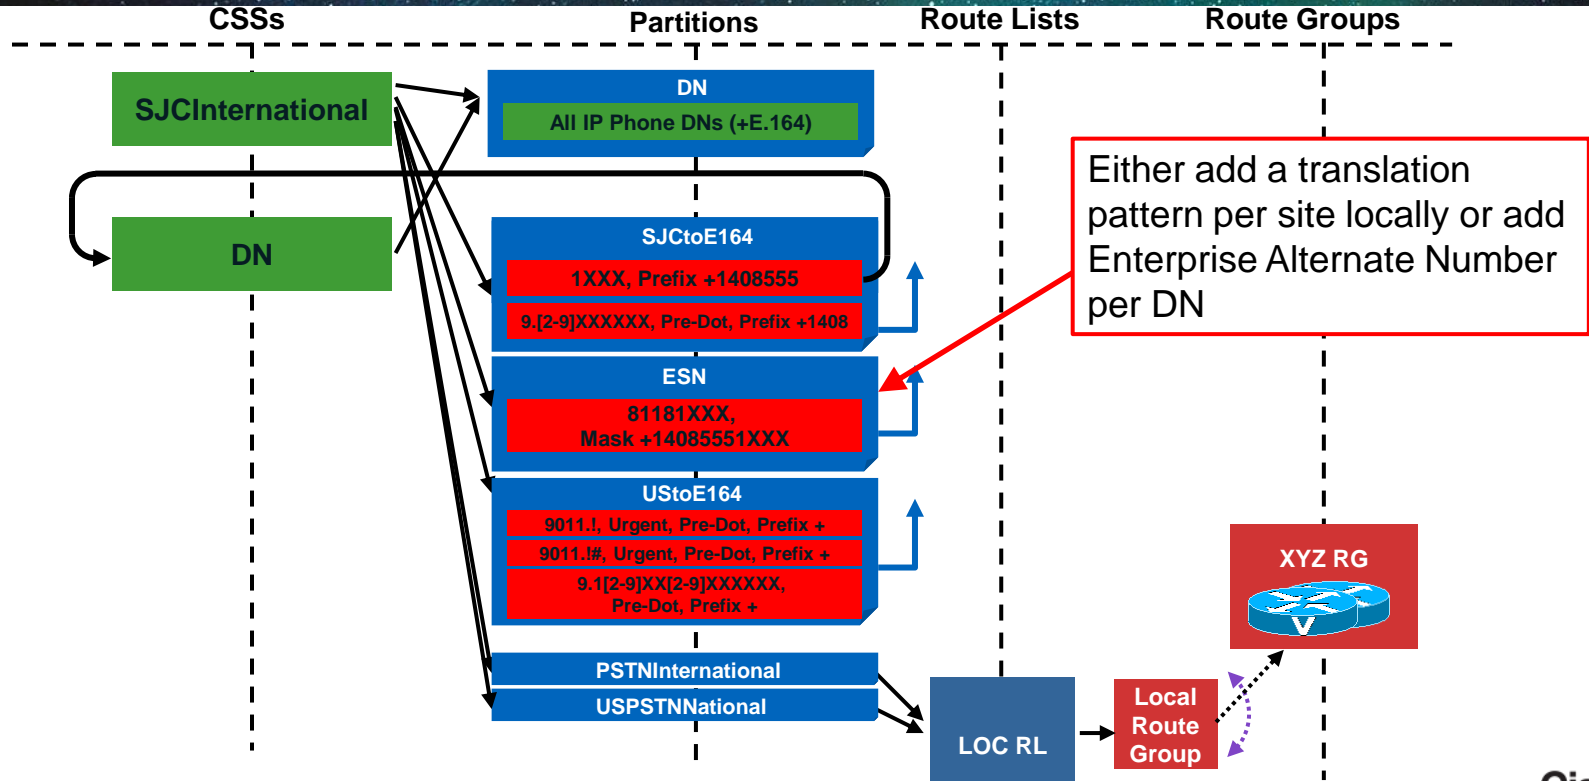 CSSs
Partitions
Route Lists
Route Groups
SJCInternational
DN
All IP Phone DNs (+E.164)
DN
SJCtoE164
1XXX, Prefix +1408555
9.[2-9]XXXXXX, Pre-Dot, Prefix +1408
Either add a translation
pattern per site locally or add
Enterprise Alternate Number
per DN
ESN
81181XXX,
Mask +14085551XXX
UStoE164
9011.!, Urgent, Pre-Dot, Prefix +
9011.!#, Urgent, Pre-Dot, Prefix +
9.1[2-9]XX[2-9]XXXXXX,
Pre-Dot, Prefix +
PSTNInternational
USPSTNNational
LOC RL
Local
Route
Group
XYZ RG
V